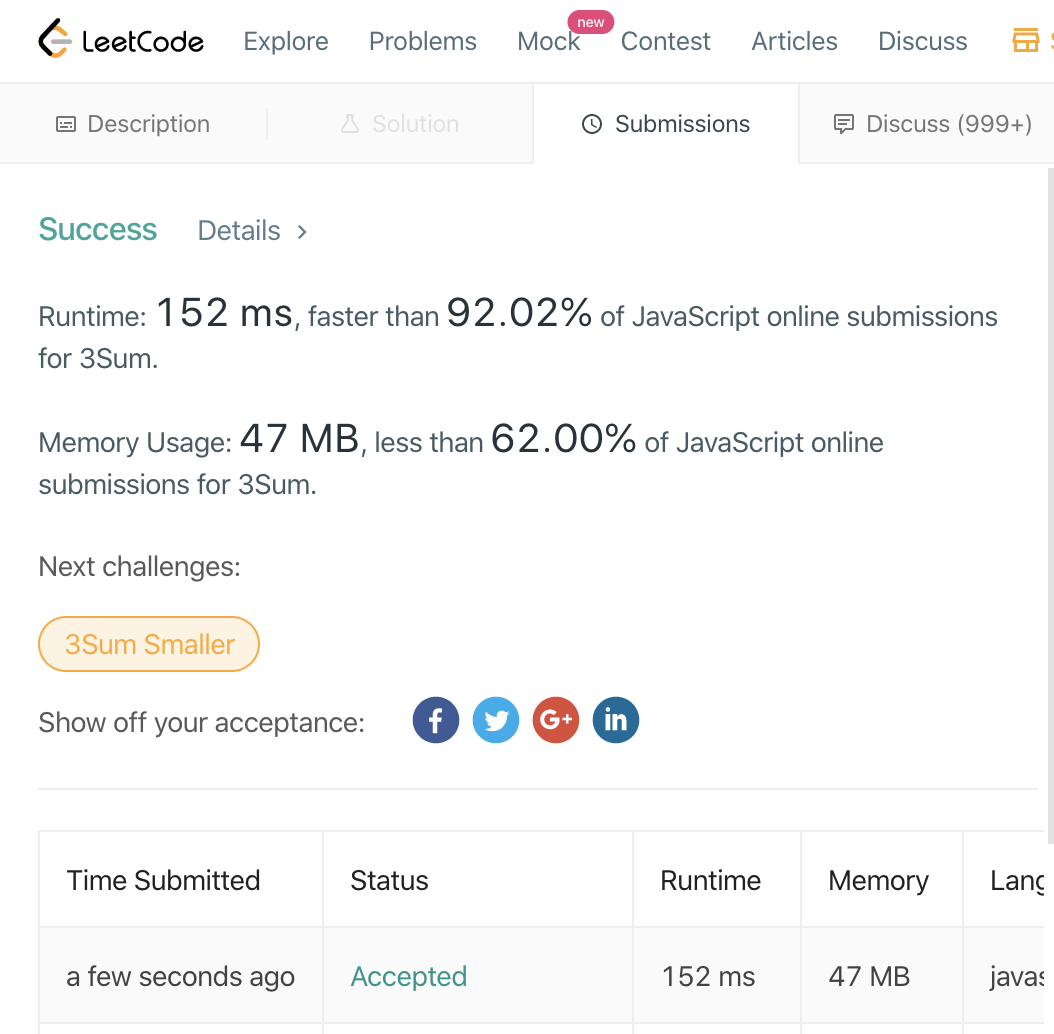 LeetCode Explore Problems Mock new Contest Articles Discuss
Description Solution Submissions Discuss (999+)
Success Details >
Runtime: 152 ms, faster than 92.02% of JavaScript online submissions
for 3Sum.
Memory Usage: 47 MB, less than 62.00% of JavaScript online
submissions for 3Sum.
Next challenges:
3Sum Smaller
Show off your acceptance: f G+ in
Time Submitted Status Runtime Memory Lang
a few seconds ago Accepted 152 ms 47 MB javas